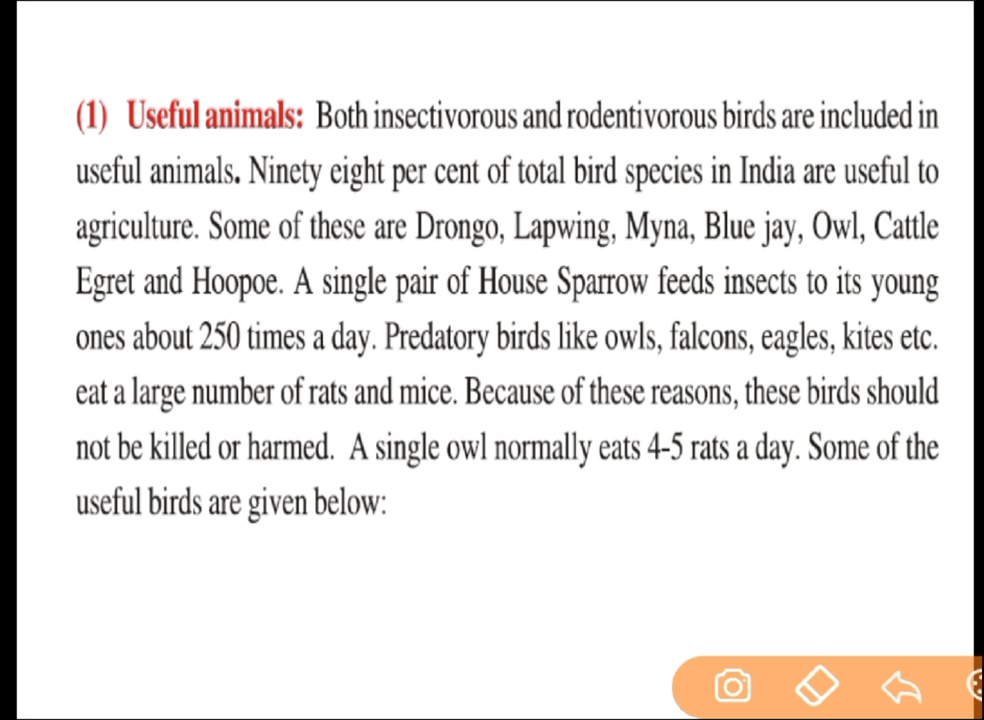 (1) Useful animals: Both insectivorous and rodentivorous birds are included in
useful animals. Ninety eight per cent of total bird species in India are useful to
agriculture. Some of these are Drongo, Lapwing, Myna, Blue jay, Owl, Cattle
Egret and Hoopoe. A single pair of House Sparrow feeds insects to its young
ones about 250 times a day. Predatory birds like owls, falcons, eagles, kites etc.
eat a large number of rats and mice. Because of these reasons, these birds should
not be killed or harmed. A single owl normally eats 4-5 rats a day. Some of the
useful birds are given below: